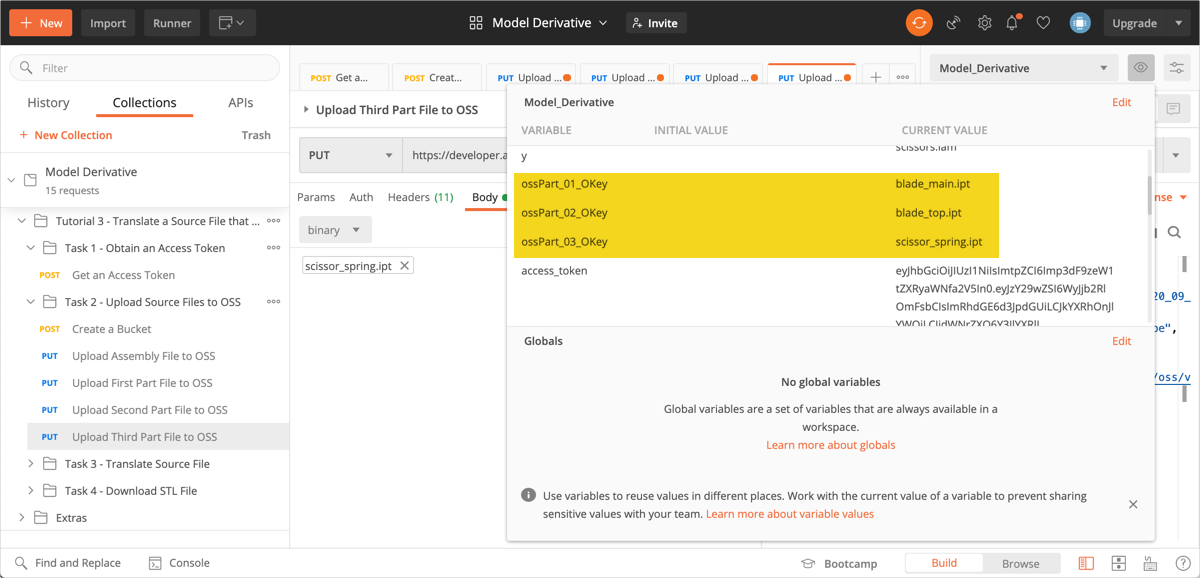 New
Import
Runner
Model Derivative
Invite
Upgrade
Filter
History
Collections
APIs
+ New Collection
Trash
Model Derivative
15 requests
Tutorial 3 - Translate a Source File that ...
Task 1 - Obtain an Access Token
POST Get an Access Token
Task 2 - Upload Source Files to OSS
POST Create a Bucket
PUT Upload Assembly File to OSS
PUT Upload First Part File to OSS
PUT Upload Second Part File to OSS
PUT Upload Third Part File to OSS
Task 3 - Translate Source File
Task 4 - Download STL File
Extras
POST Get a...
POST Creat...
PUT Upload ...
PUT Upload ...
PUT Upload ...
PUT Upload ...
Model_Derivative
Upload Third Part File to OSS
PUT
https://developer.a
Params
Auth
Headers (11)
Body
binary
scissor_spring.ipt
Model_Derivative
Edit
VARIABLE INITIAL VALUE CURRENT VALUE
y scissors.iam
ossPart_01_OKey blade_main.ipt
ossPart_02_OKey blade_top.ipt
ossPart_03_OKey scissor_spring.ipt
access_token eyJhbGciOiJIUzI1NiIsImtpZCI6Imp3dF9zeW1
tZXRyaWNfa2V5In0.eyJzY29wZSI6WyJjb2Rl
OmFsbCIsImRhdGE6d3JpdGUiLCJkYXRhOnJl
Globals
Edit
No global variables
Global variables are a set of variables that are always available in a
workspace.
Learn more about globals
Use variables to reuse values in different places. Work with the current value of a variable to prevent sharing
sensitive values with your team. Learn more about variable values
nse
20_09_
pe",
/oss/v
Find and Replace
Console
Bootcamp
Build
Browse